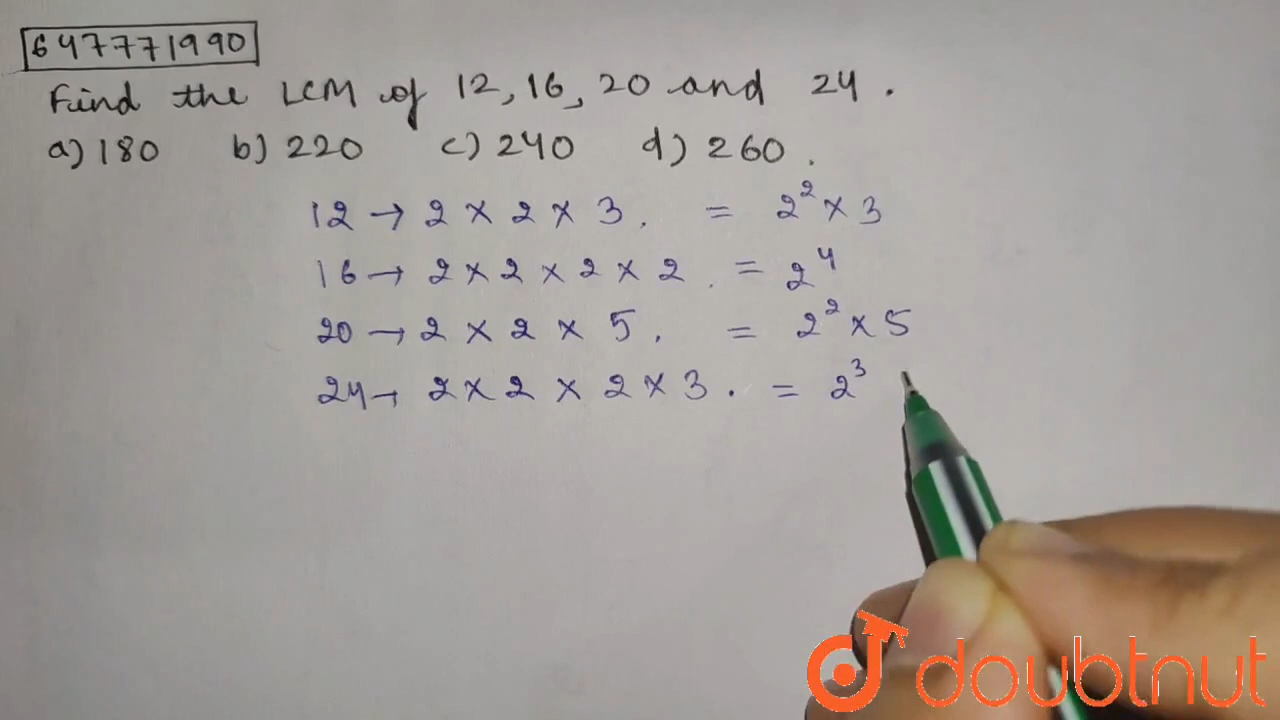 647771990
Find the LCM of 12, 16, 20 and 24.
a) 180 b) 220 c) 240 d) 260.
12 → 2 × 2 × 3. = 2² × 3
16 → 2 × 2 × 2 × 2. = 2⁴
20 → 2 × 2 × 5. = 2² × 5
24 → 2 × 2 × 2 × 3. = 2³
doubtnut